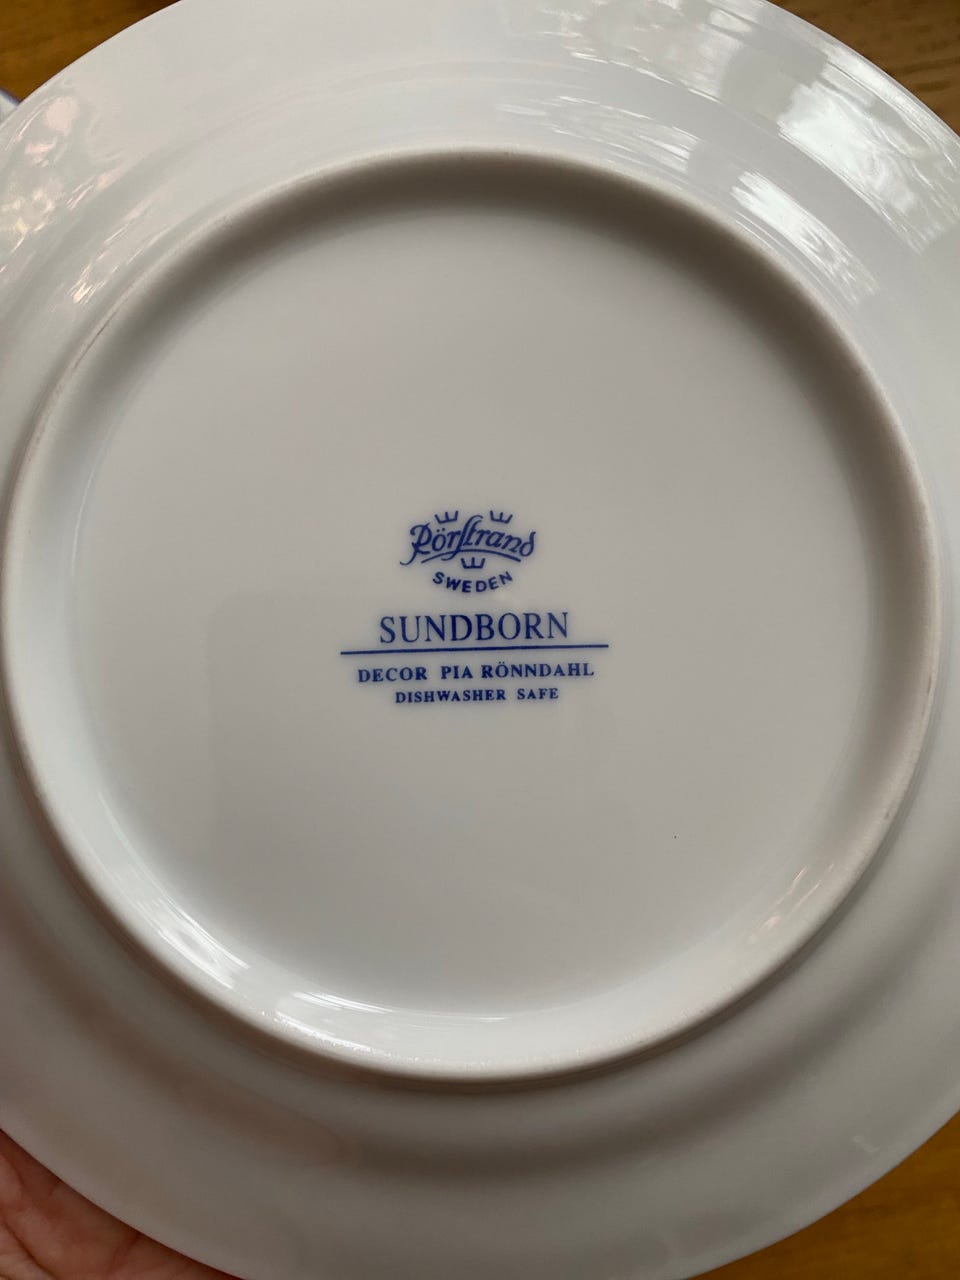 Rörstrand
SWEDEN
SUNDBORN
DECOR PIA RÖNNDAHL
DISHWASHER SAFE